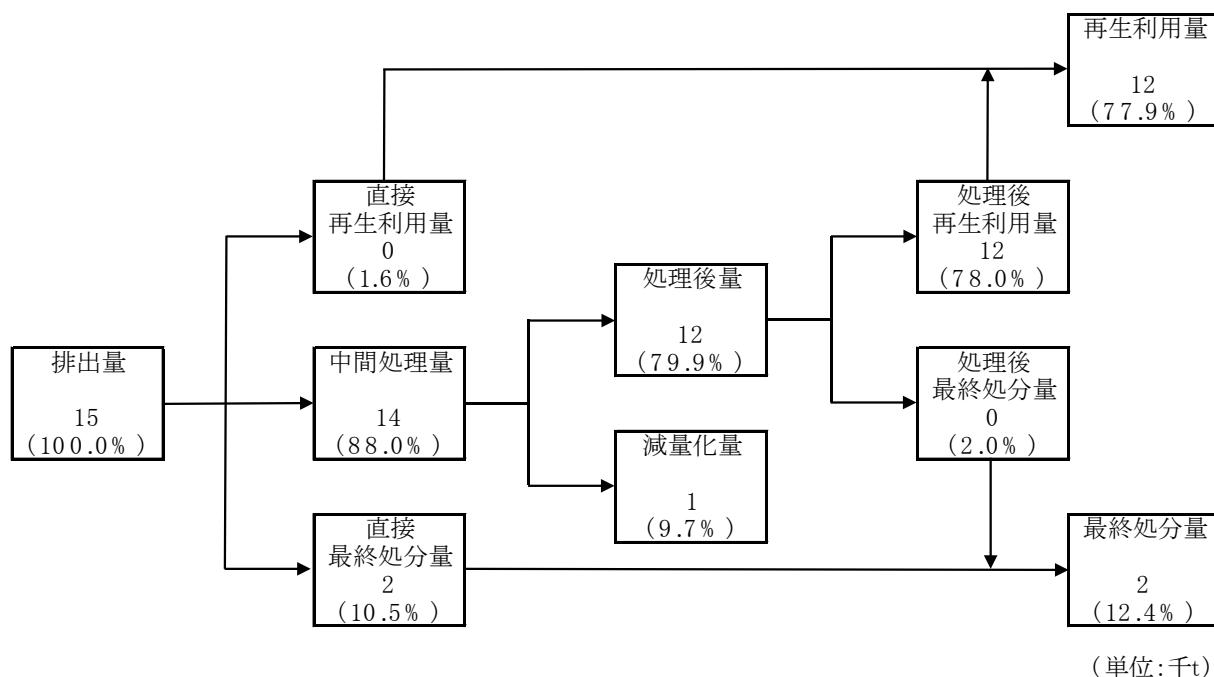 再生利用量
12
(77.9%)
直接
再生利用量
0
(1.6%)
処理後
再生利用量
12
(78.0%)
処理後量
12
(79.9%)
排出量
15
(100.0%)
中間処理量
14
(88.0%)
処理後
最終処分量
0
(2.0%)
減量化量
1
(9.7%)
直接
最終処分量
2
(10.5%)
最終処分量
2
(12.4%)
(単位:千t)